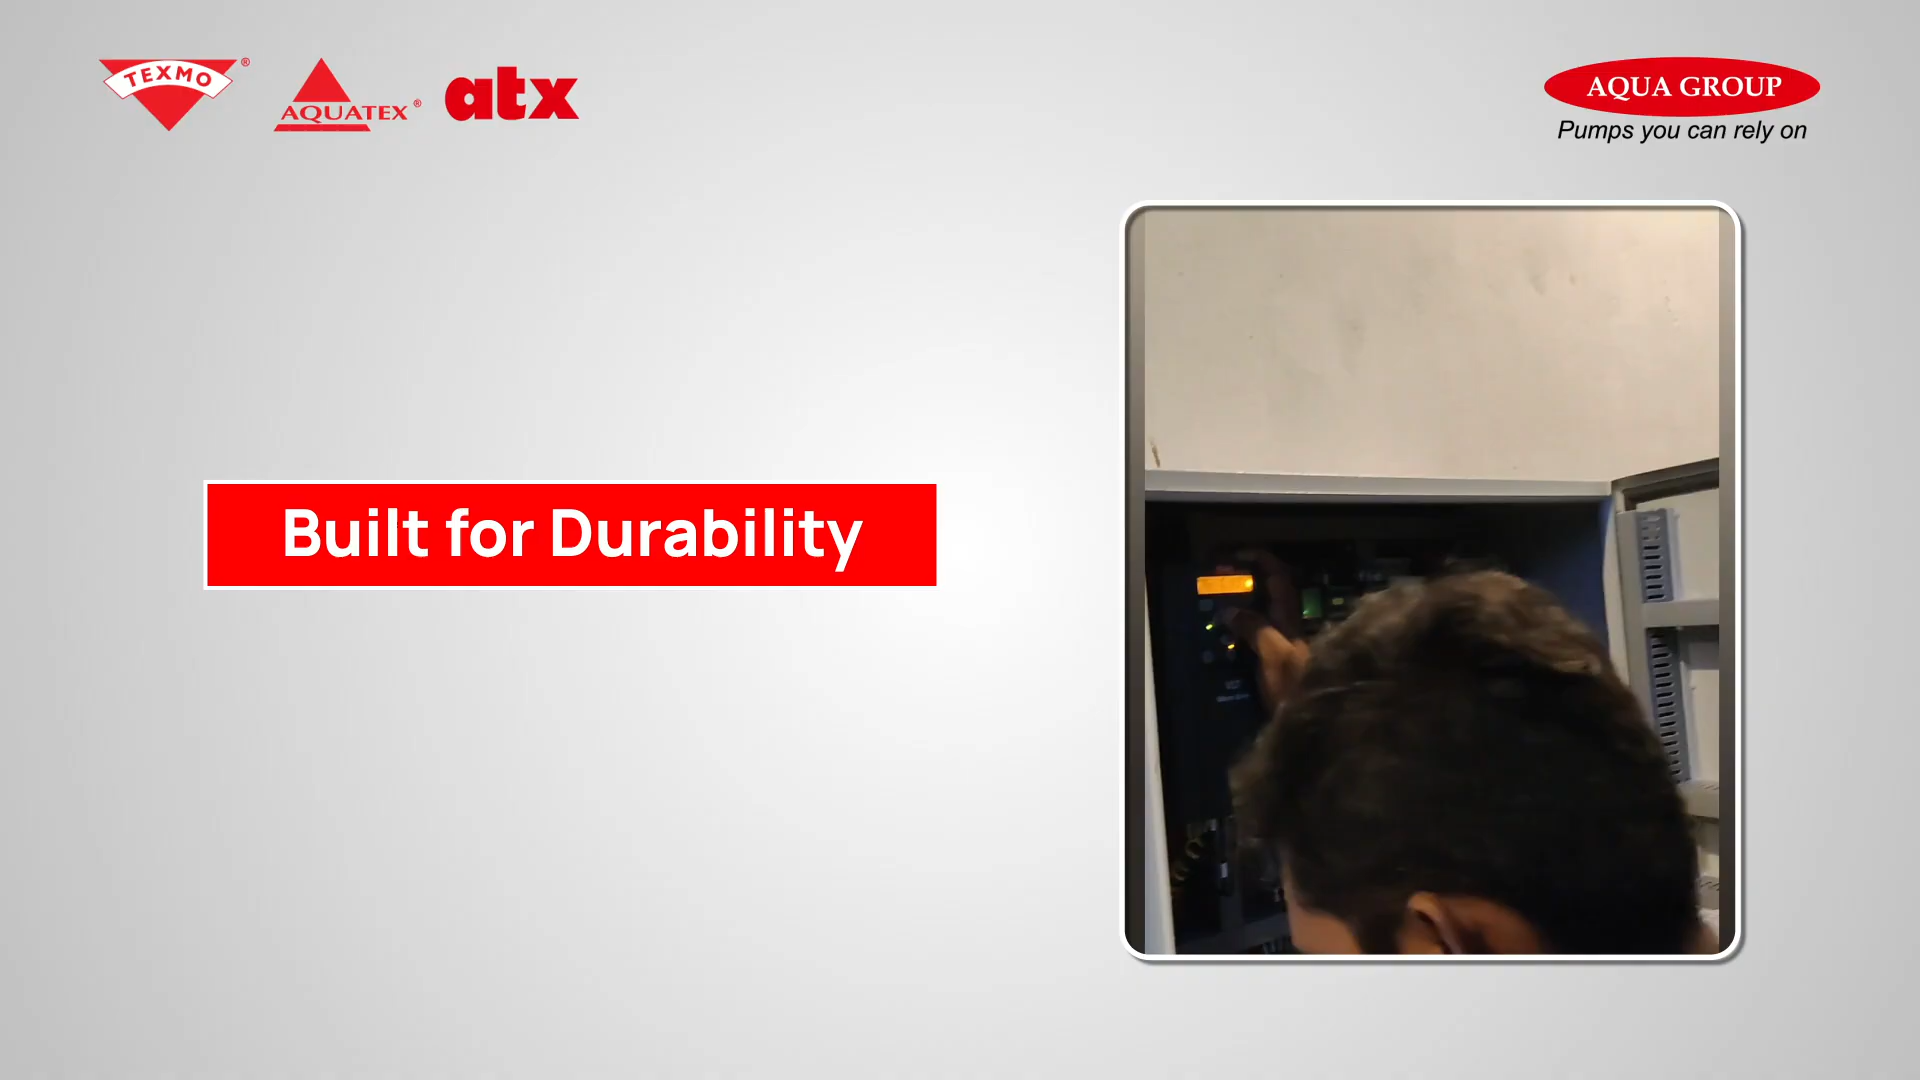 TEXMO®
AQUATEX®
atx
AQUA GROUP
Pumps you can rely on
Built for Durability